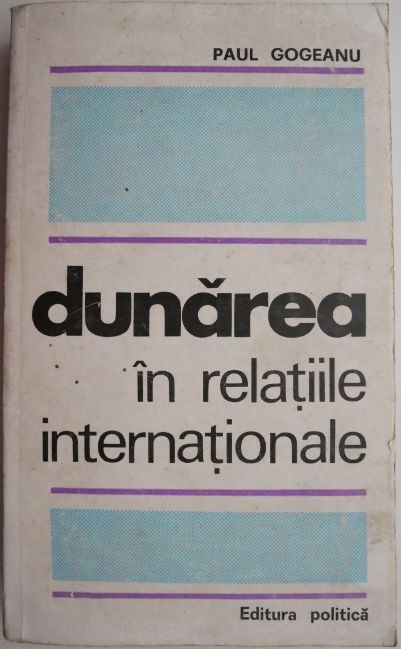 PAUL GOGEANU
dunărea
în relațiile
internaționale
Editura politică